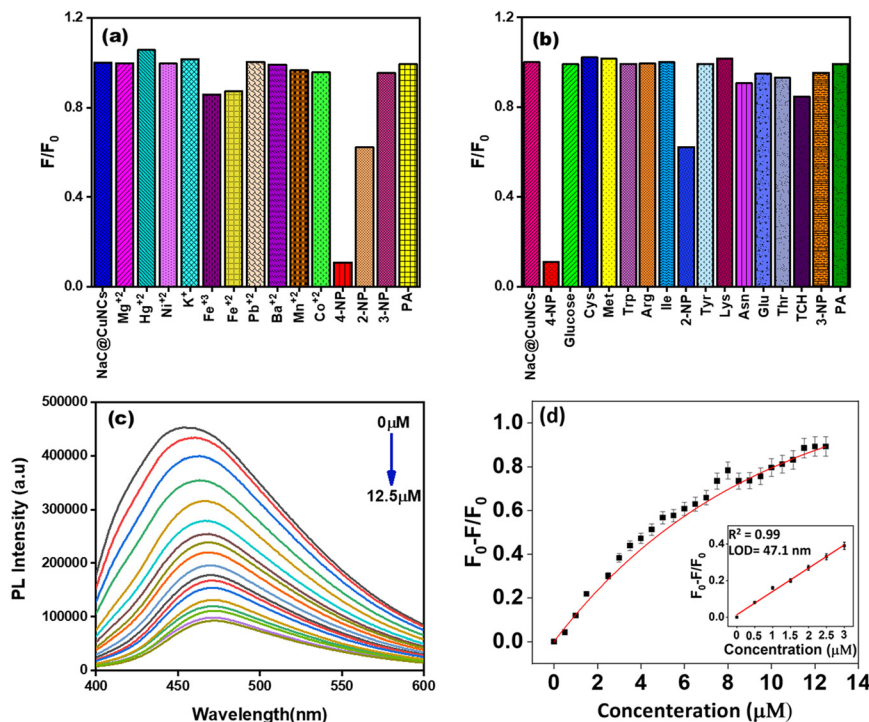 (a)
1.2
0.8
0.4
0.0
F/F0
NaC@CuNCs
Mg+2
Hg+2
Ni+2
K+
Fe+3
Fe+2
Pb+2
Ba+2
Mn+2
Co+2
4-NP
2-NP
3-NP
PA
(b)
1.2
0.8
0.4
0.0
F/F0
NaC@CuNCs
4-NP
Glucose
Cys
Met
Trp
Arg
Ile
2-NP
Tyr
Lys
Asn
Glu
Thr
TCH
3-NP
PA
(c)
500000
400000
300000
200000
100000
0
PL Intensity (a.u)
0μM
12.5μM
400 450 500 550 600
Wavelength(nm)
(d)
1.0
0.8
0.6
0.4
0.2
0.0
F0-F/F0
0 2 4 6 8 10 12 14
Concenteration (μM)
R2 = 0.99
LOD= 47.1 nm
0.4
0.2
0.0
F0-F/F0
0 0.5 1 1.5 2 2.5 3
Concentration (μM)